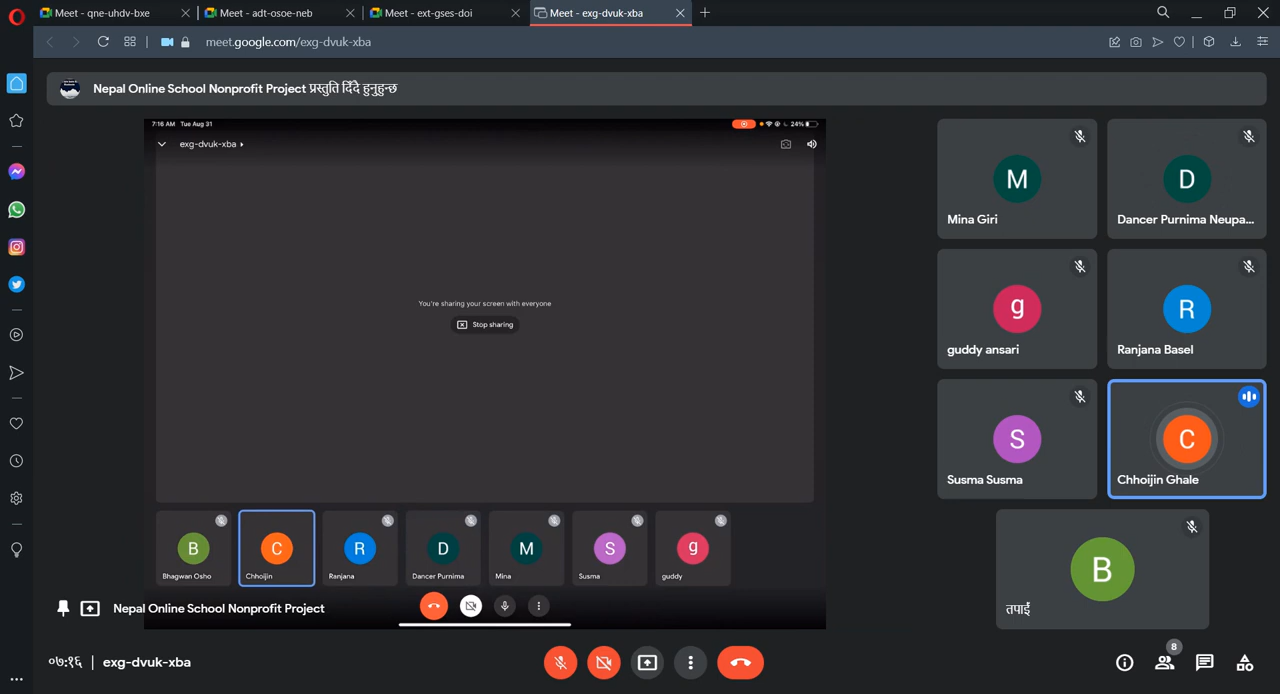 Meet - qne-uhdv-bxe
Meet - adt-osoe-neb
Meet - ext-gses-doi
Meet - exg-dvuk-xba
meet.google.com/exg-dvuk-xba
Nepal Online School Nonprofit Project प्रस्तुति दिँदै हुनुहुन्छ
7:16 AM Tue Aug 31
24%
exg-dvuk-xba
You're sharing your screen with everyone
Stop sharing
B
Bhagwan Osho
C
Chhoijin
R
Ranjana
D
Dancer Purnima
M
Mina
S
Susma
g
guddy
Nepal Online School Nonprofit Project
M
Mina Giri
D
Dancer Purnima Neupa...
g
guddy ansari
R
Ranjana Basel
S
Susma Susma
C
Chhoijin Ghale
B
तपाईं
०७:१६ | exg-dvuk-xba
8